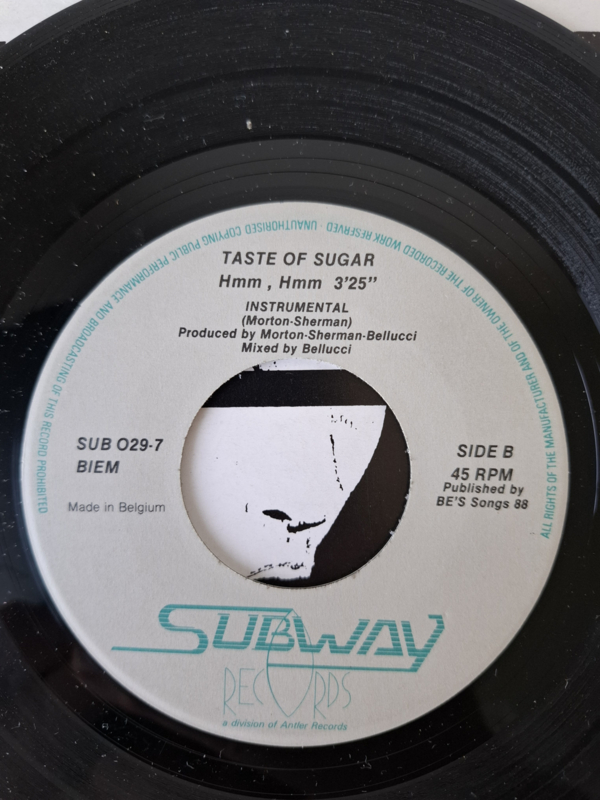 ALL RIGHTS OF THE MANUFACTURER AND OF THE OWNER OF THE RECORDED WORK RESERVED · UNAUTHORISED COPYING PUBLIC PERFORMANCE AND BROADCASTING OF THIS RECORD PROHIBITED
TASTE OF SUGAR
Hmm , Hmm 3'25"
INSTRUMENTAL
(Morton-Sherman)
Produced by Morton-Sherman-Bellucci
Mixed by Bellucci
SUB 029-7
BIEM
Made in Belgium
SIDE B
45 RPM
Published by
BE'S Songs 88
SUBWAY
RECORDS
a division of Antler Records